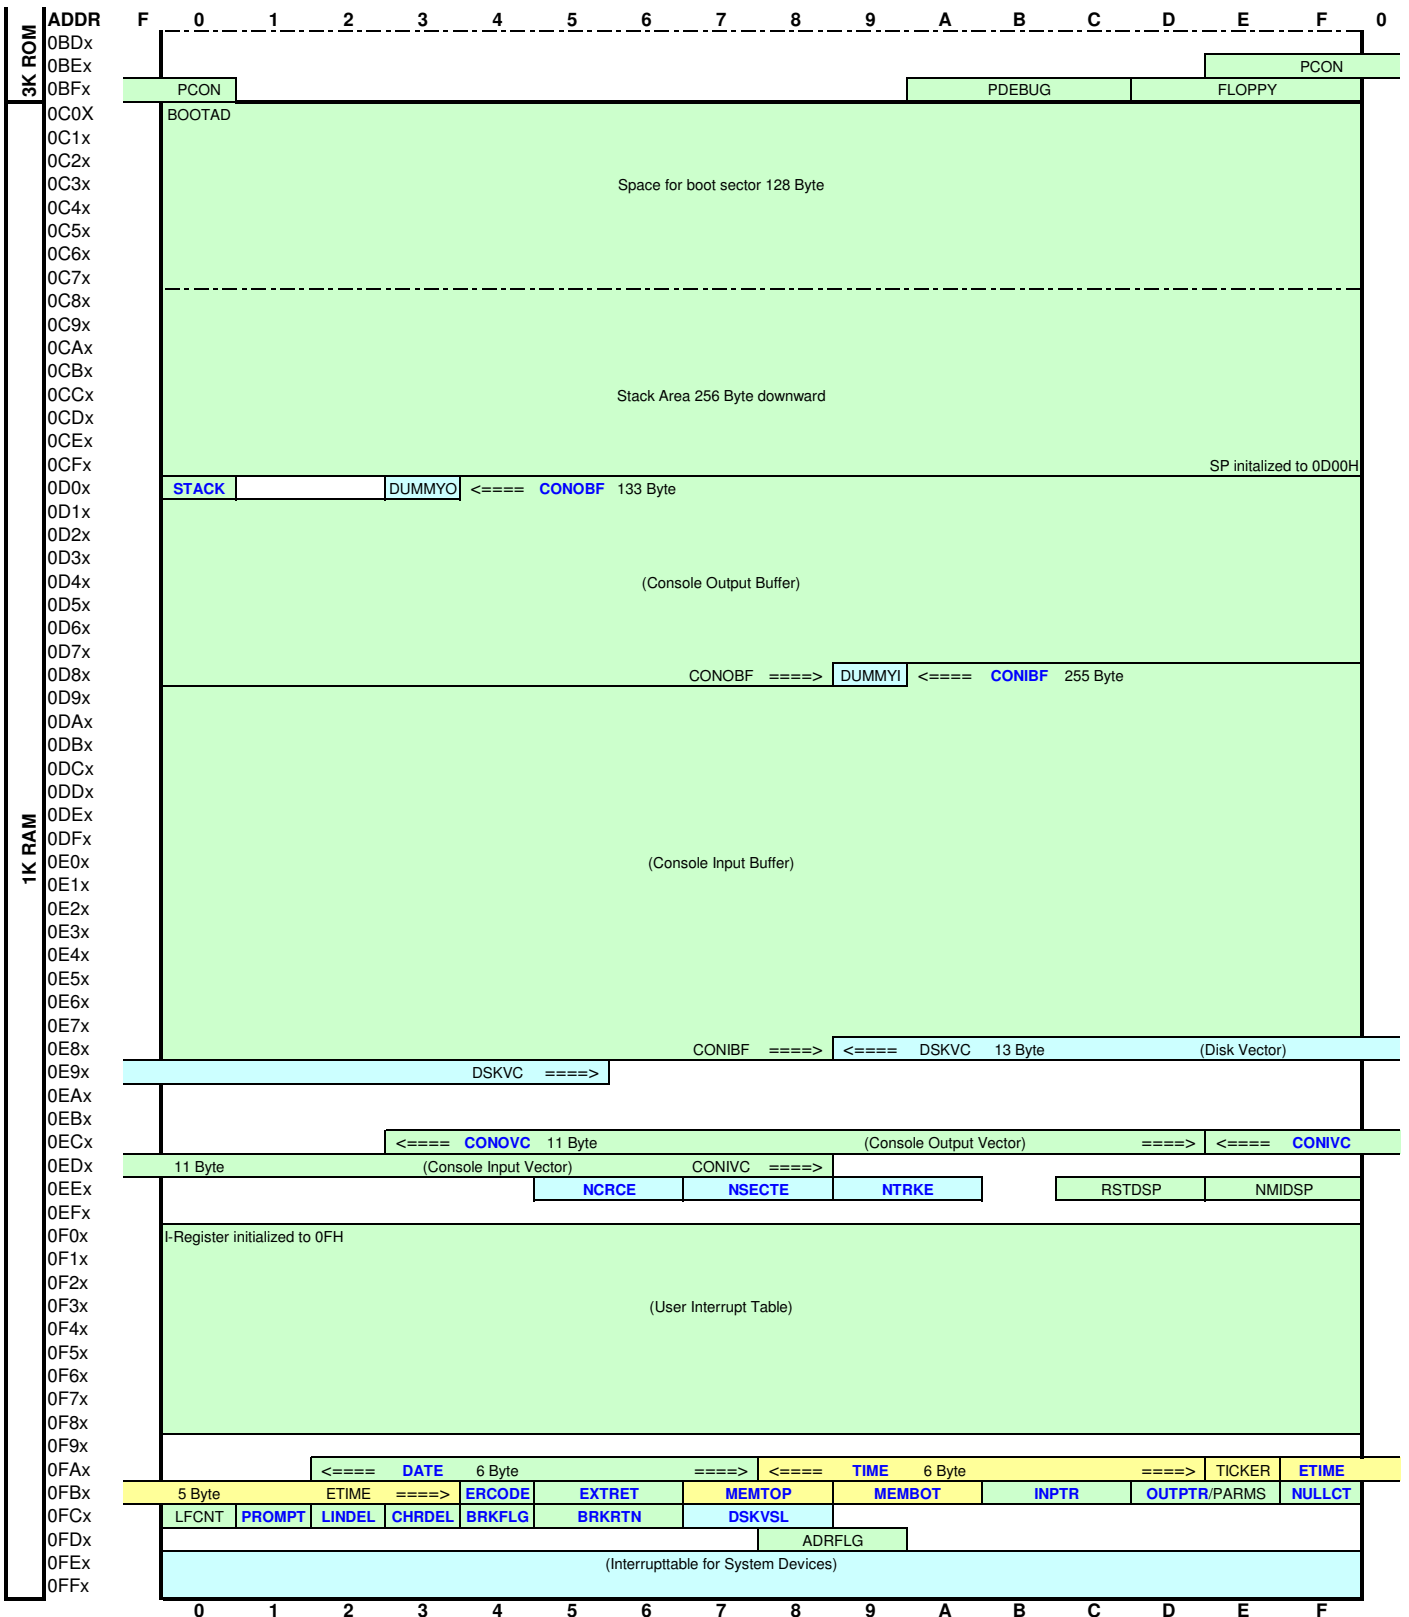 ADDR F 0 1 2 3 4 5 6 7 8 9 A B C D E F 0
3K ROM
0BDx
0BEx PCON
0BFx PCON PDEBUG FLOPPY
1K RAM
0C0X BOOTAD
0C1x
0C2x
0C3x Space for boot sector 128 Byte
0C4x
0C5x
0C6x
0C7x
0C8x
0C9x
0CAx
0CBx
0CCx Stack Area 256 Byte downward
0CDx
0CEx
0CFx SP initalized to 0D00H
0D0x STACK DUMMYO <==== CONOBF 133 Byte
0D1x
0D2x
0D3x
0D4x (Console Output Buffer)
0D5x
0D6x
0D7x
0D8x CONOBF ====> DUMMYI <==== CONIBF 255 Byte
0D9x
0DAx
0DBx
0DCx
0DDx
0DEx
0DFx
0E0x (Console Input Buffer)
0E1x
0E2x
0E3x
0E4x
0E5x
0E6x
0E7x
0E8x CONIBF ====> <==== DSKVC 13 Byte (Disk Vector)
0E9x DSKVC ====>
0EAx
0EBx
0ECx <==== CONOVC 11 Byte (Console Output Vector) ====> <==== CONIVC
0EDx 11 Byte (Console Input Vector) CONIVC ====>
0EEx NCRCE NSECTE NTRKE RSTDSP NMIDSP
0EFx
0F0x I-Register initialized to 0FH
0F1x
0F2x
0F3x (User Interrupt Table)
0F4x
0F5x
0F6x
0F7x
0F8x
0F9x
0FAx <==== DATE 6 Byte ====> <==== TIME 6 Byte ====> TICKER ETIME
0FBx 5 Byte ETIME ====> ERCODE EXTRET MEMTOP MEMBOT INPTR OUTPTR/PARMS NULLCT
0FCx LFCNT PROMPT LINDEL CHRDEL BRKFLG BRKRTN DSKVSL
0FDx ADRFLG
0FEx (Interrupttable for System Devices)
0FFx
0 1 2 3 4 5 6 7 8 9 A B C D E F